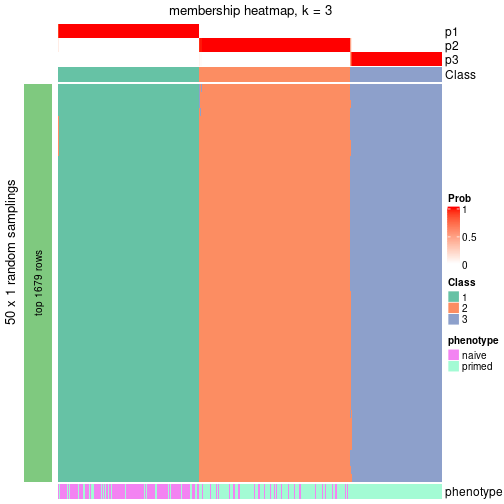 membership heatmap, k = 3
p1
p2
p3
Class
50 x 1 random samplings
top 1679 rows
Prob
1
0.5
0
Class
1
2
3
phenotype
naive
primed
phenotype